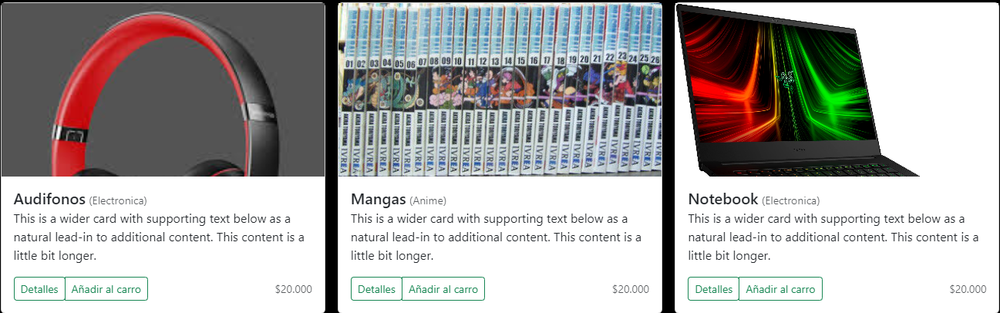 01 02 03 04 05 06 07 08 09 10 11 12 13 14 15 16 17 18 19 20 21 22 23 24 25 26
AKIRA TORIYAMA IVREA
Audifonos (Electronica)
This is a wider card with supporting text below as a
natural lead-in to additional content. This content is a
little bit longer.
Detalles Añadir al carro $20.000
Mangas (Anime)
This is a wider card with supporting text below as a
natural lead-in to additional content. This content is a
little bit longer.
Detalles Añadir al carro $20.000
Notebook (Electronica)
This is a wider card with supporting text below as a
natural lead-in to additional content. This content is a
little bit longer.
Detalles Añadir al carro $20.000